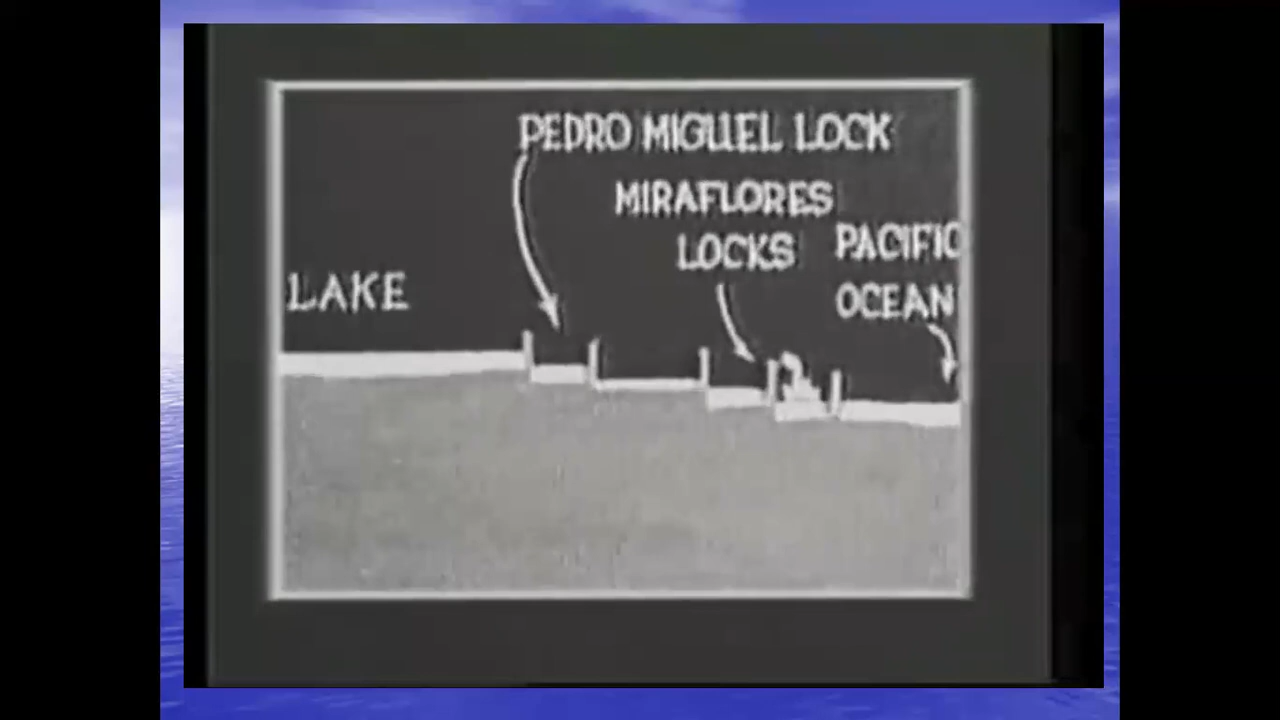 PEDRO MIGUEL LOCK
MIRAFLORES
LOCKS
PACIFIC
OCEAN
LAKE